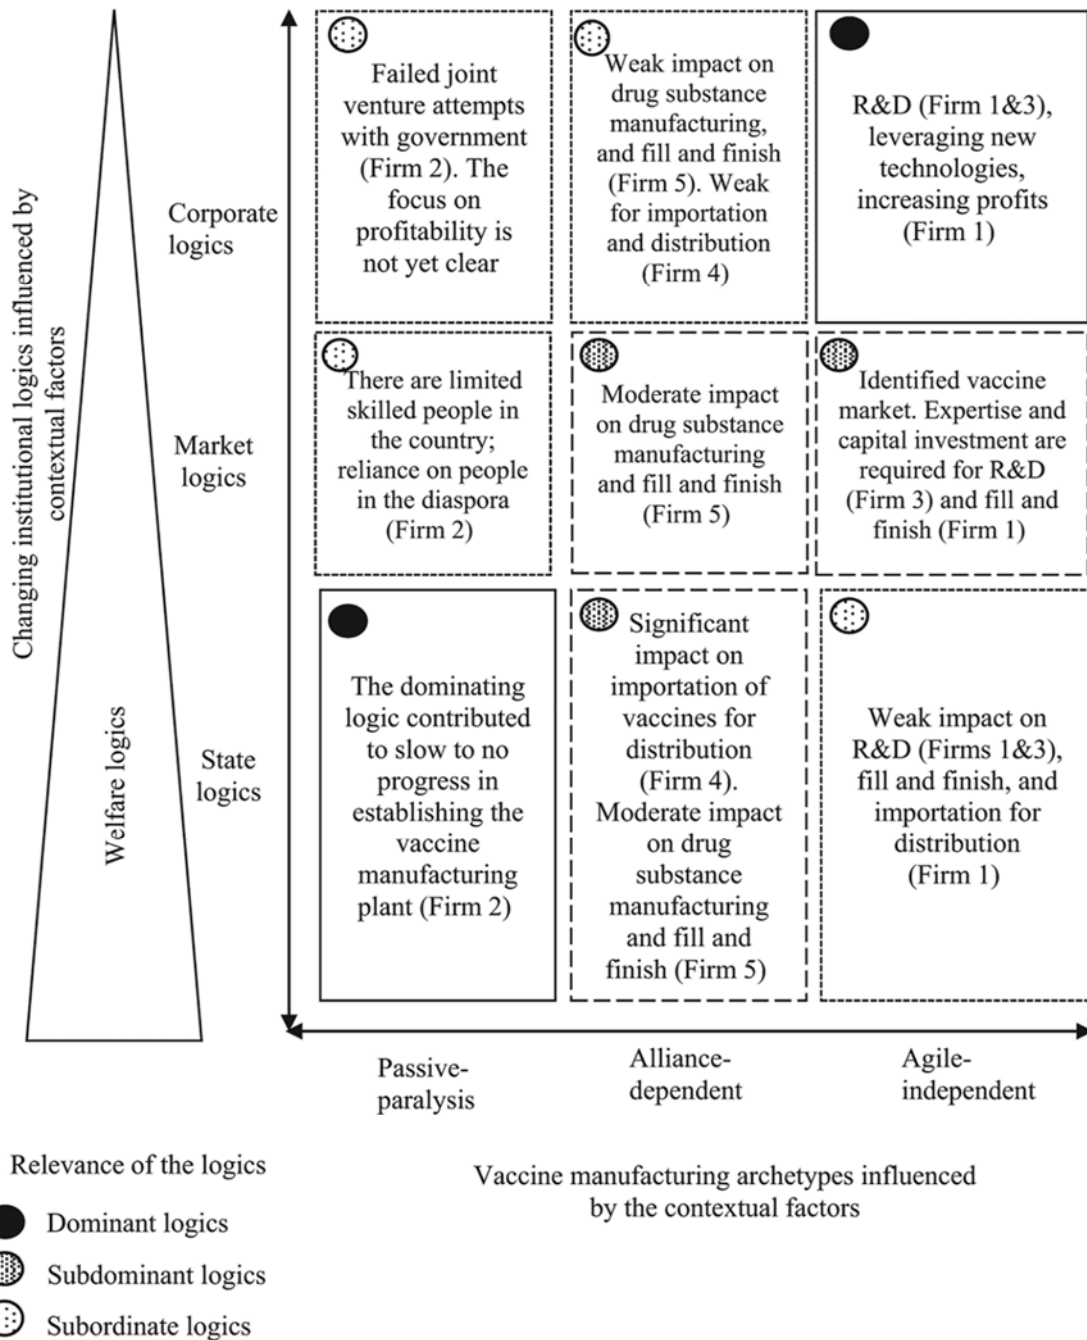 Changing institutional logics influenced by
contextual factors
Welfare logics
Corporate
logics
Failed joint
venture attempts
with government
(Firm 2). The
focus on
profitability is
not yet clear
Weak impact on
drug substance
manufacturing,
and fill and finish
(Firm 5). Weak
for importation
and distribution
(Firm 4)
R&D (Firm 1&3),
leveraging new
technologies,
increasing profits
(Firm 1)
Market
logics
There are limited
skilled people in
the country;
reliance on people
in the diaspora
(Firm 2)
Moderate impact
on drug substance
manufacturing
and fill and finish
(Firm 5)
Identified vaccine
market. Expertise and
capital investment are
required for R&D
(Firm 3) and fill and
finish (Firm 1)
State
logics
The dominating
logic contributed
to slow to no
progress in
establishing the
vaccine
manufacturing
plant (Firm 2)
Significant
impact on
importation of
vaccines for
distribution
(Firm 4).
Moderate impact
on drug
substance
manufacturing
and fill and
finish (Firm 5)
Weak impact on
R&D (Firms 1&3),
fill and finish, and
importation for
distribution
(Firm 1)
Passive-
paralysis
Alliance-
dependent
Agile-
independent
Vaccine manufacturing archetypes influenced
by the contextual factors
Relevance of the logics
Dominant logics
Subdominant logics
Subordinate logics